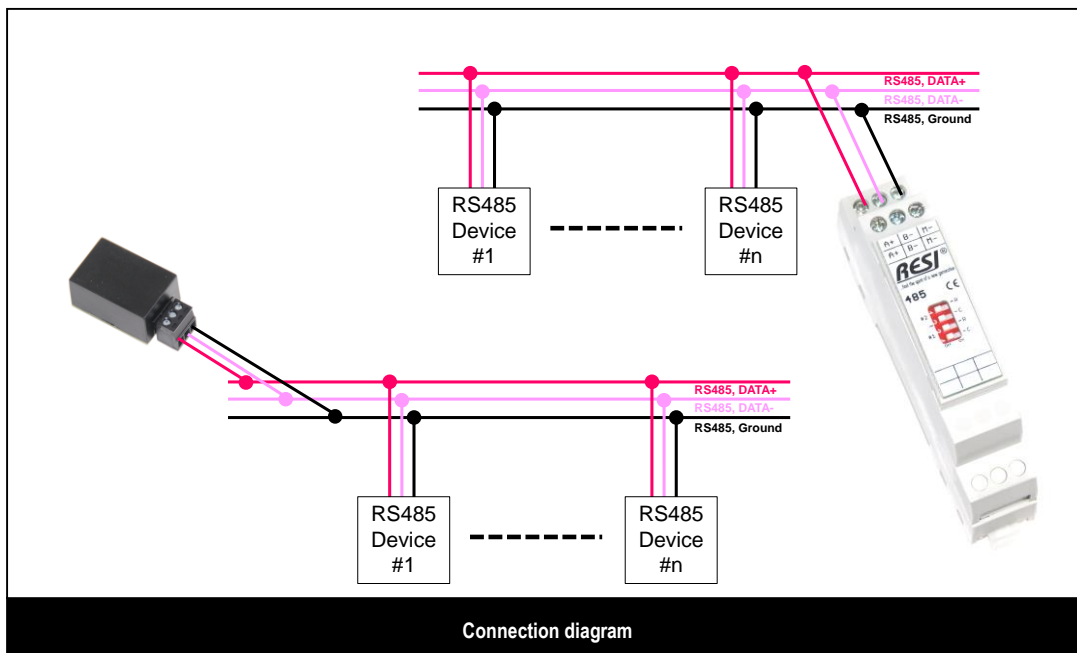 RS485, DATA+
RS485, DATA-
RS485, Ground
RS485
Device
#1
RS485
Device
#n
A+ B- M-
A+ B- M-
RESI®
485 CE
RS485, DATA+
RS485, DATA-
RS485, Ground
RS485
Device
#1
RS485
Device
#n
Connection diagram